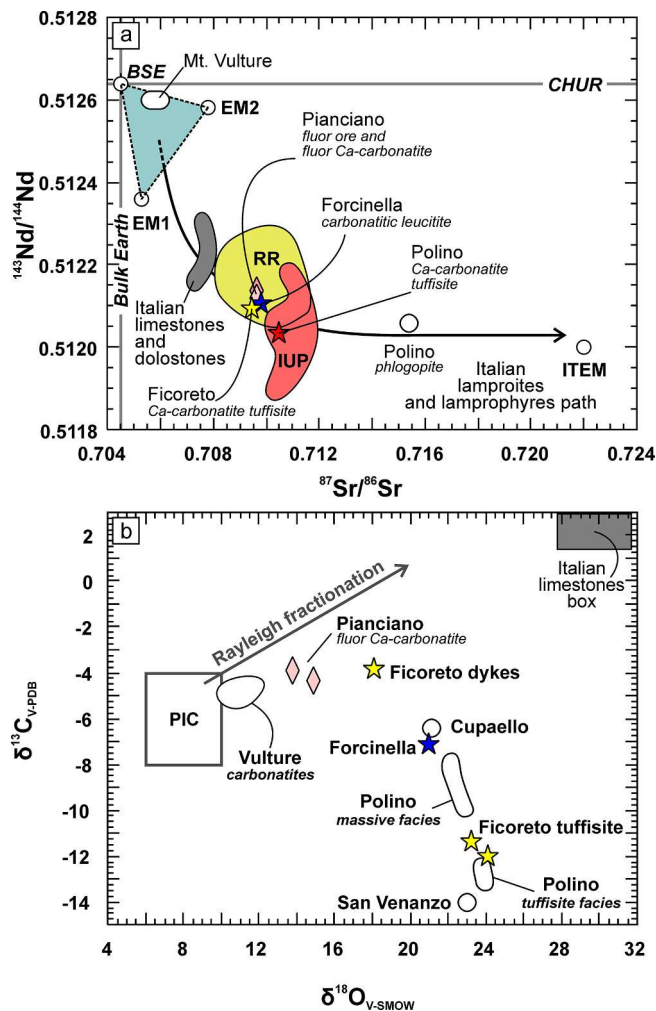 a
0.5128
0.5126
0.5124
0.5122
0.5120
0.5118
143Nd/144Nd
BSE
Mt. Vulture
CHUR
EM2
EM1
Bulk Earth
Pianciano
fluor ore and
fluor Ca-carbonatite
Forcinella
carbonatitic leucitite
Polino
Ca-carbonatite
tuffisite
RR
IUP
Italian
limestones
and
dolostones
Ficoreto
Ca-carbonatite tuffisite
Polino
phlogopite
ITEM
Italian
lamproites
and lamprophyres path
0.704 0.708 0.712 0.716 0.720 0.724
87Sr/86Sr
b
2
0
-2
-4
-6
-8
-10
-12
-14
δ13CV-PDB
Rayleigh fractionation
Italian
limestones
box
Pianciano
fluor Ca-carbonatite
Ficoreto dykes
PIC
Vulture
carbonatites
Cupaello
Forcinella
Polino
massive facies
Ficoreto tuffisite
Polino
tuffisite facies
San Venanzo
4 8 12 16 20 24 28 32
δ18OV-SMOW